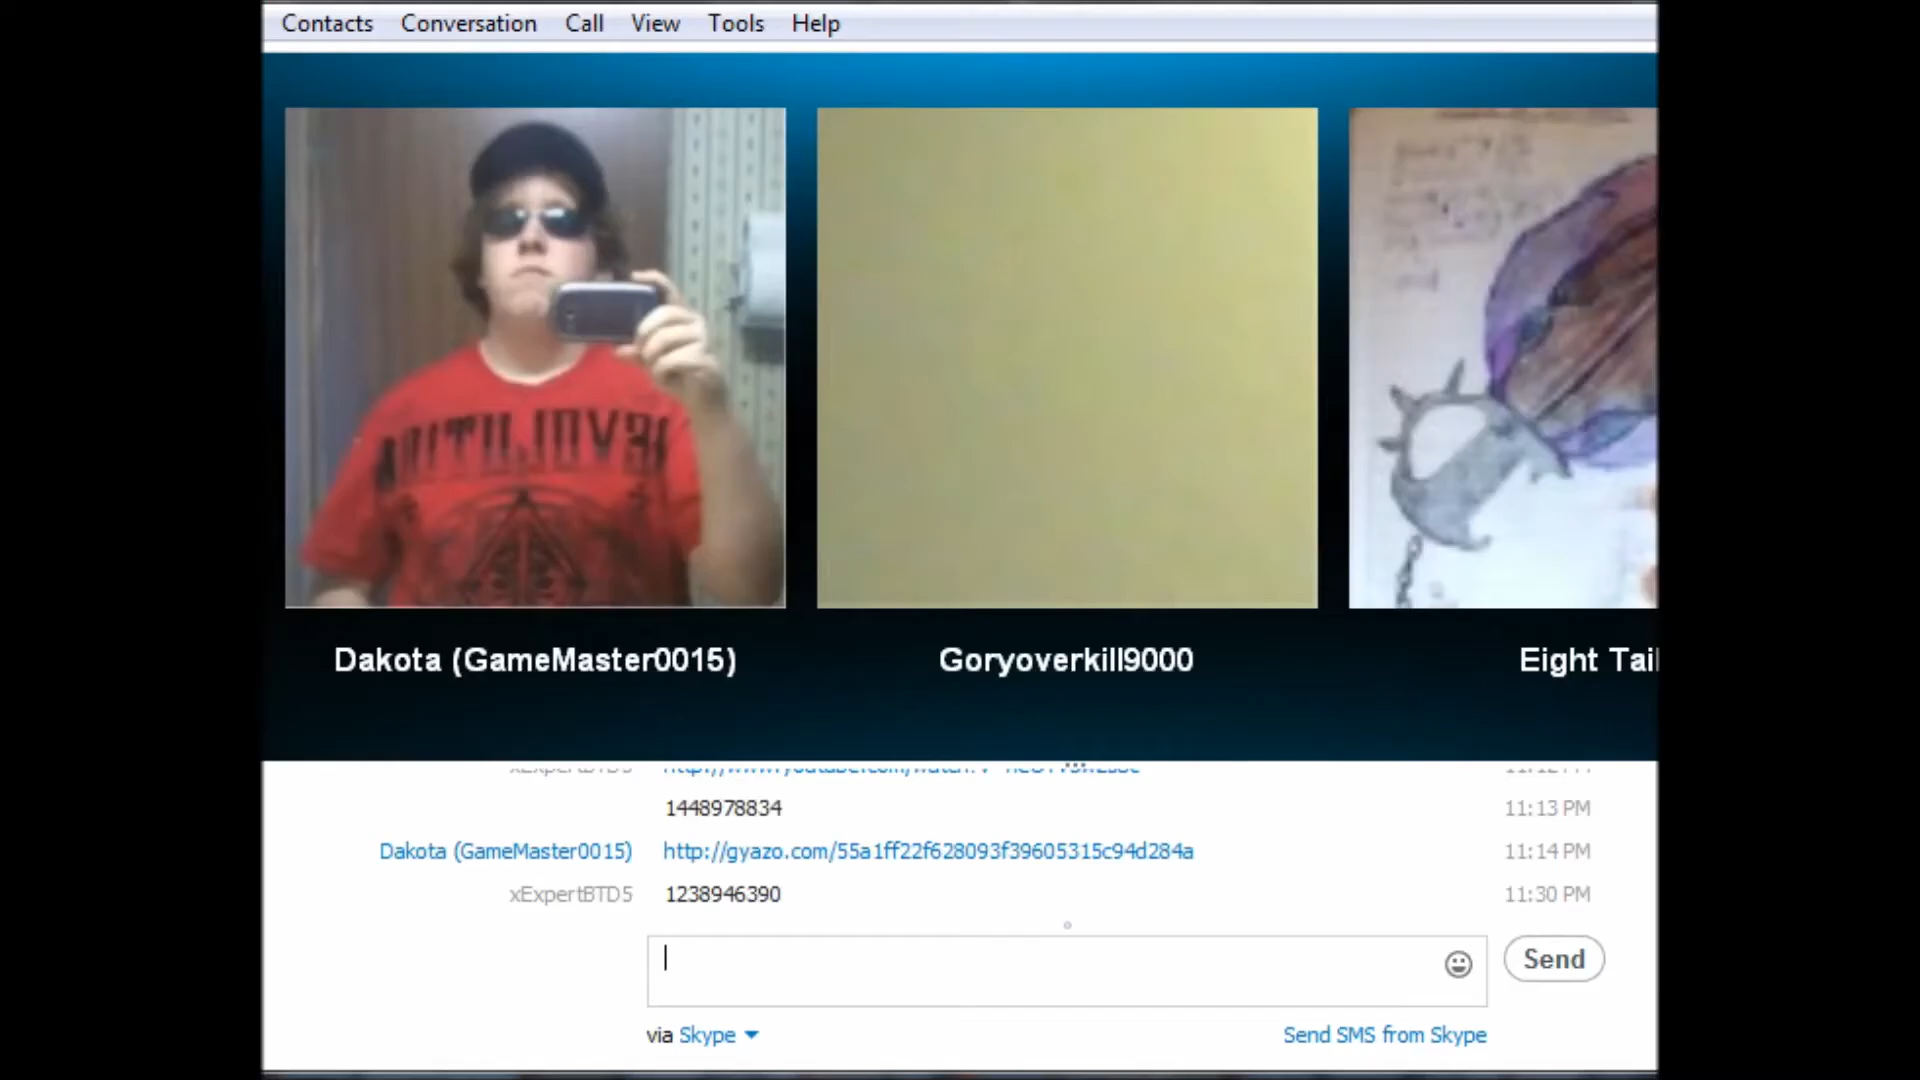 Contacts Conversation Call View Tools Help
Dakota (GameMaster0015) Goryoverkill9000 Eight Tail
1448978834 11:13 PM
Dakota (GameMaster0015) http://gyazo.com/55a1ff22f628093f39605315c94d284a 11:14 PM
xExpertBTD5 1238946390 11:30 PM
Send
via Skype Send SMS from Skype